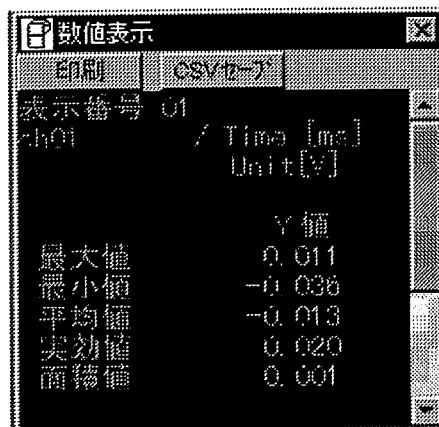 数値表示
印刷 CSVセーブ
表示番号 01
ch01 / Time [ms]
Unit[V]
Y値
最大値 0.011
最小値 -0.036
平均値 -0.013
実効値 0.020
面積値 0.001